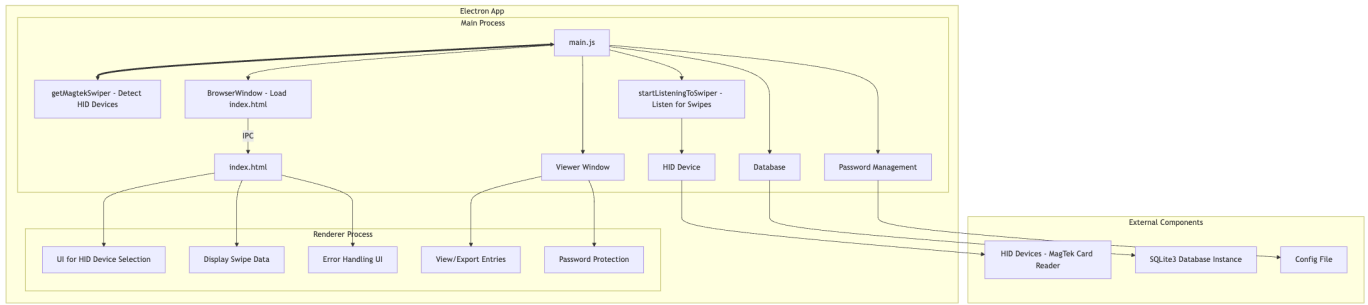 Electron App
Main Process
main.js
getMagtekSwiper - Detect
HID Devices
BrowserWindow - Load
index.html
startListeningToSwiper -
Listen for Swipes
IPC
index.html
Viewer Window
HID Device
Database
Password Management
External Components
Renderer Process
UI for HID Device Selection
Display Swipe Data
Error Handling UI
View/Export Entries
Password Protection
HID Devices - MagTek Card
Reader
SQLite3 Database Instance
Config File